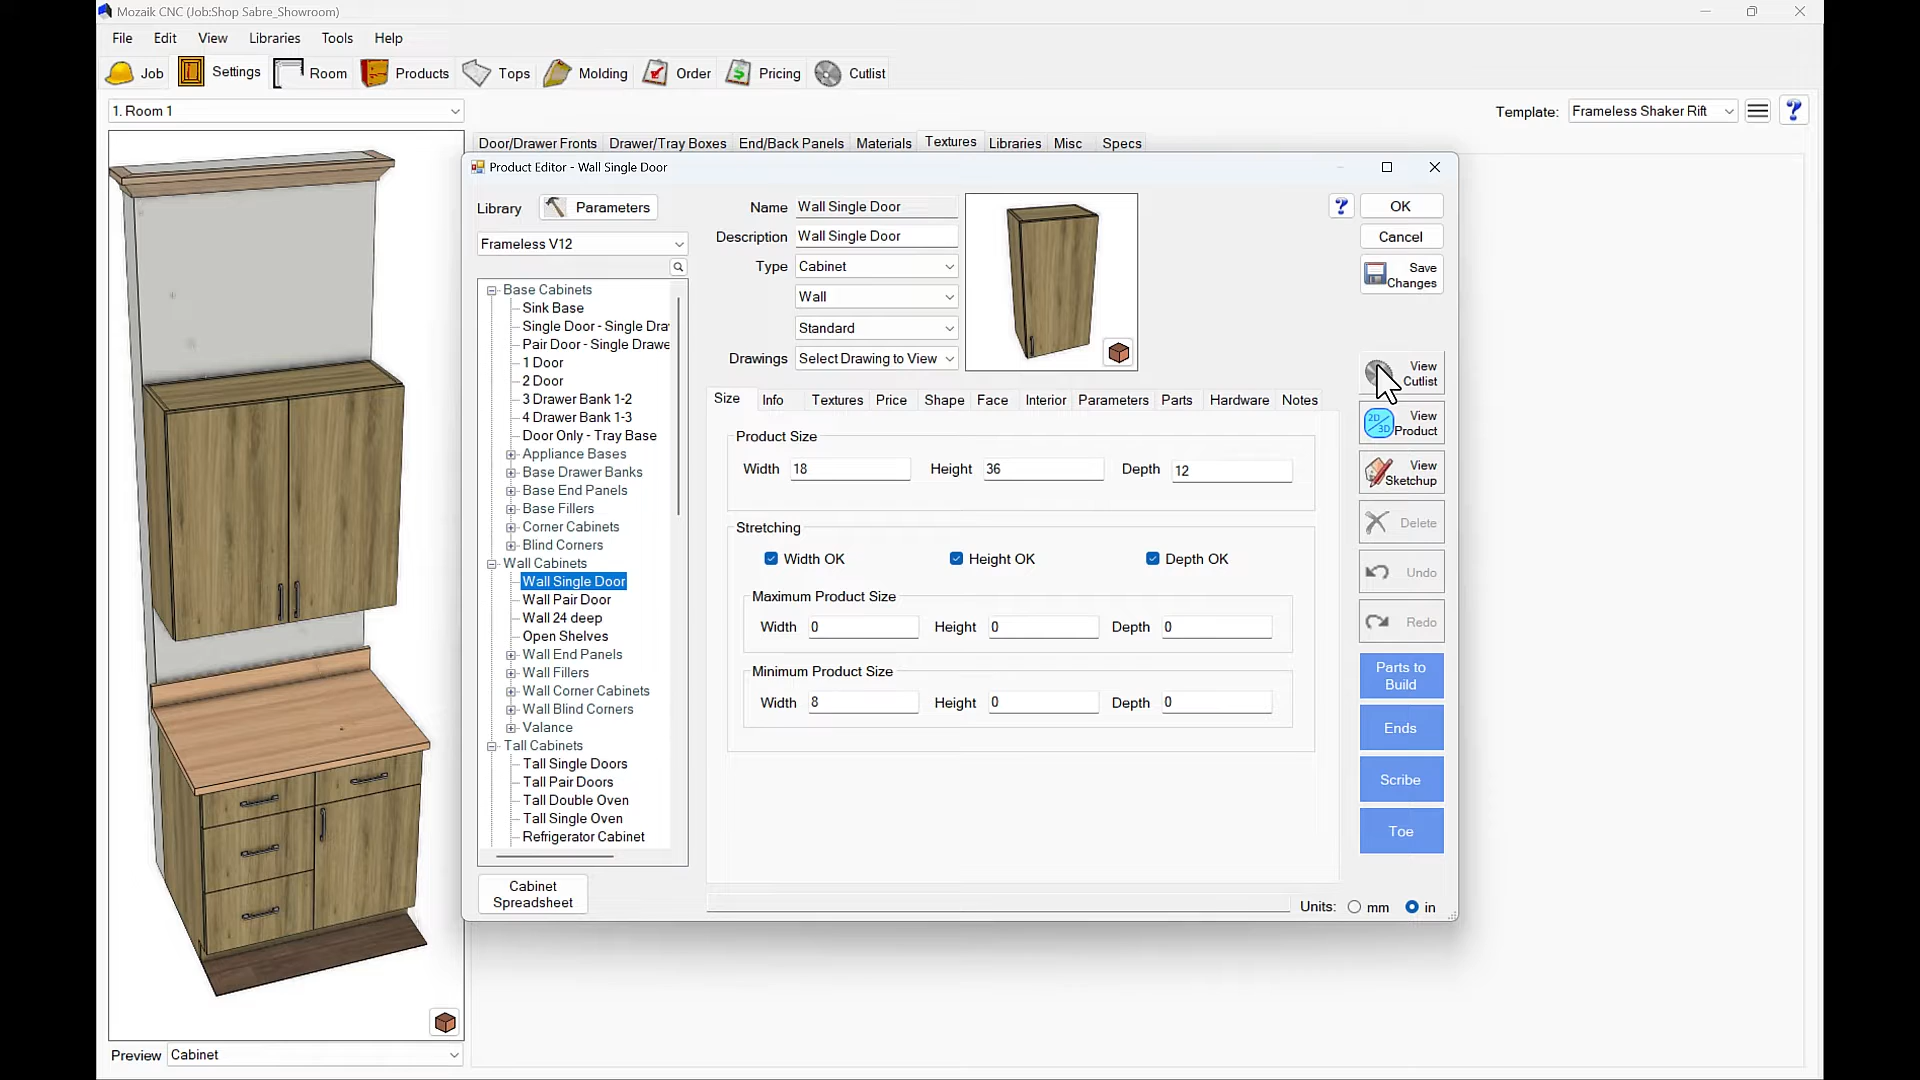 Mozaik CNC (Job:Shop Sabre_Showroom)
File Edit View Libraries Tools Help
Job Settings Room Products Tops Molding Order Pricing Cutlist
1. Room 1
Template: Frameless Shaker Rift ?
Door/Drawer Fronts Drawer/Tray Boxes End/Back Panels Materials Textures Libraries Misc Specs
Product Editor - Wall Single Door
Library Parameters
Frameless V12
Base Cabinets
Sink Base
Single Door - Single Dra
Pair Door - Single Drawe
1 Door
2 Door
3 Drawer Bank 1-2
4 Drawer Bank 1-3
Door Only - Tray Base
Appliance Bases
Base Drawer Banks
Base End Panels
Base Fillers
Corner Cabinets
Blind Corners
Wall Cabinets
Wall Single Door
Wall Pair Door
Wall 24 deep
Open Shelves
Wall End Panels
Wall Fillers
Wall Corner Cabinets
Wall Blind Corners
Valance
Tall Cabinets
Tall Single Doors
Tall Pair Doors
Tall Double Oven
Tall Single Oven
Refrigerator Cabinet
Cabinet
Spreadsheet
Name Wall Single Door
Description Wall Single Door
Type Cabinet
Wall
Standard
Drawings Select Drawing to View
Size Info Textures Price Shape Face Interior Parameters Parts Hardware Notes
Product Size
Width 18 Height 36 Depth 12
Stretching
Width OK Height OK Depth OK
Maximum Product Size
Width 0 Height 0 Depth 0
Minimum Product Size
Width 8 Height 0 Depth 0
Units: mm in
? OK
Cancel
Save
Changes
View
Cutlist
2D/3D View
Product
View
Sketchup
Delete
Undo
Redo
Parts to
Build
Ends
Scribe
Toe
Preview Cabinet